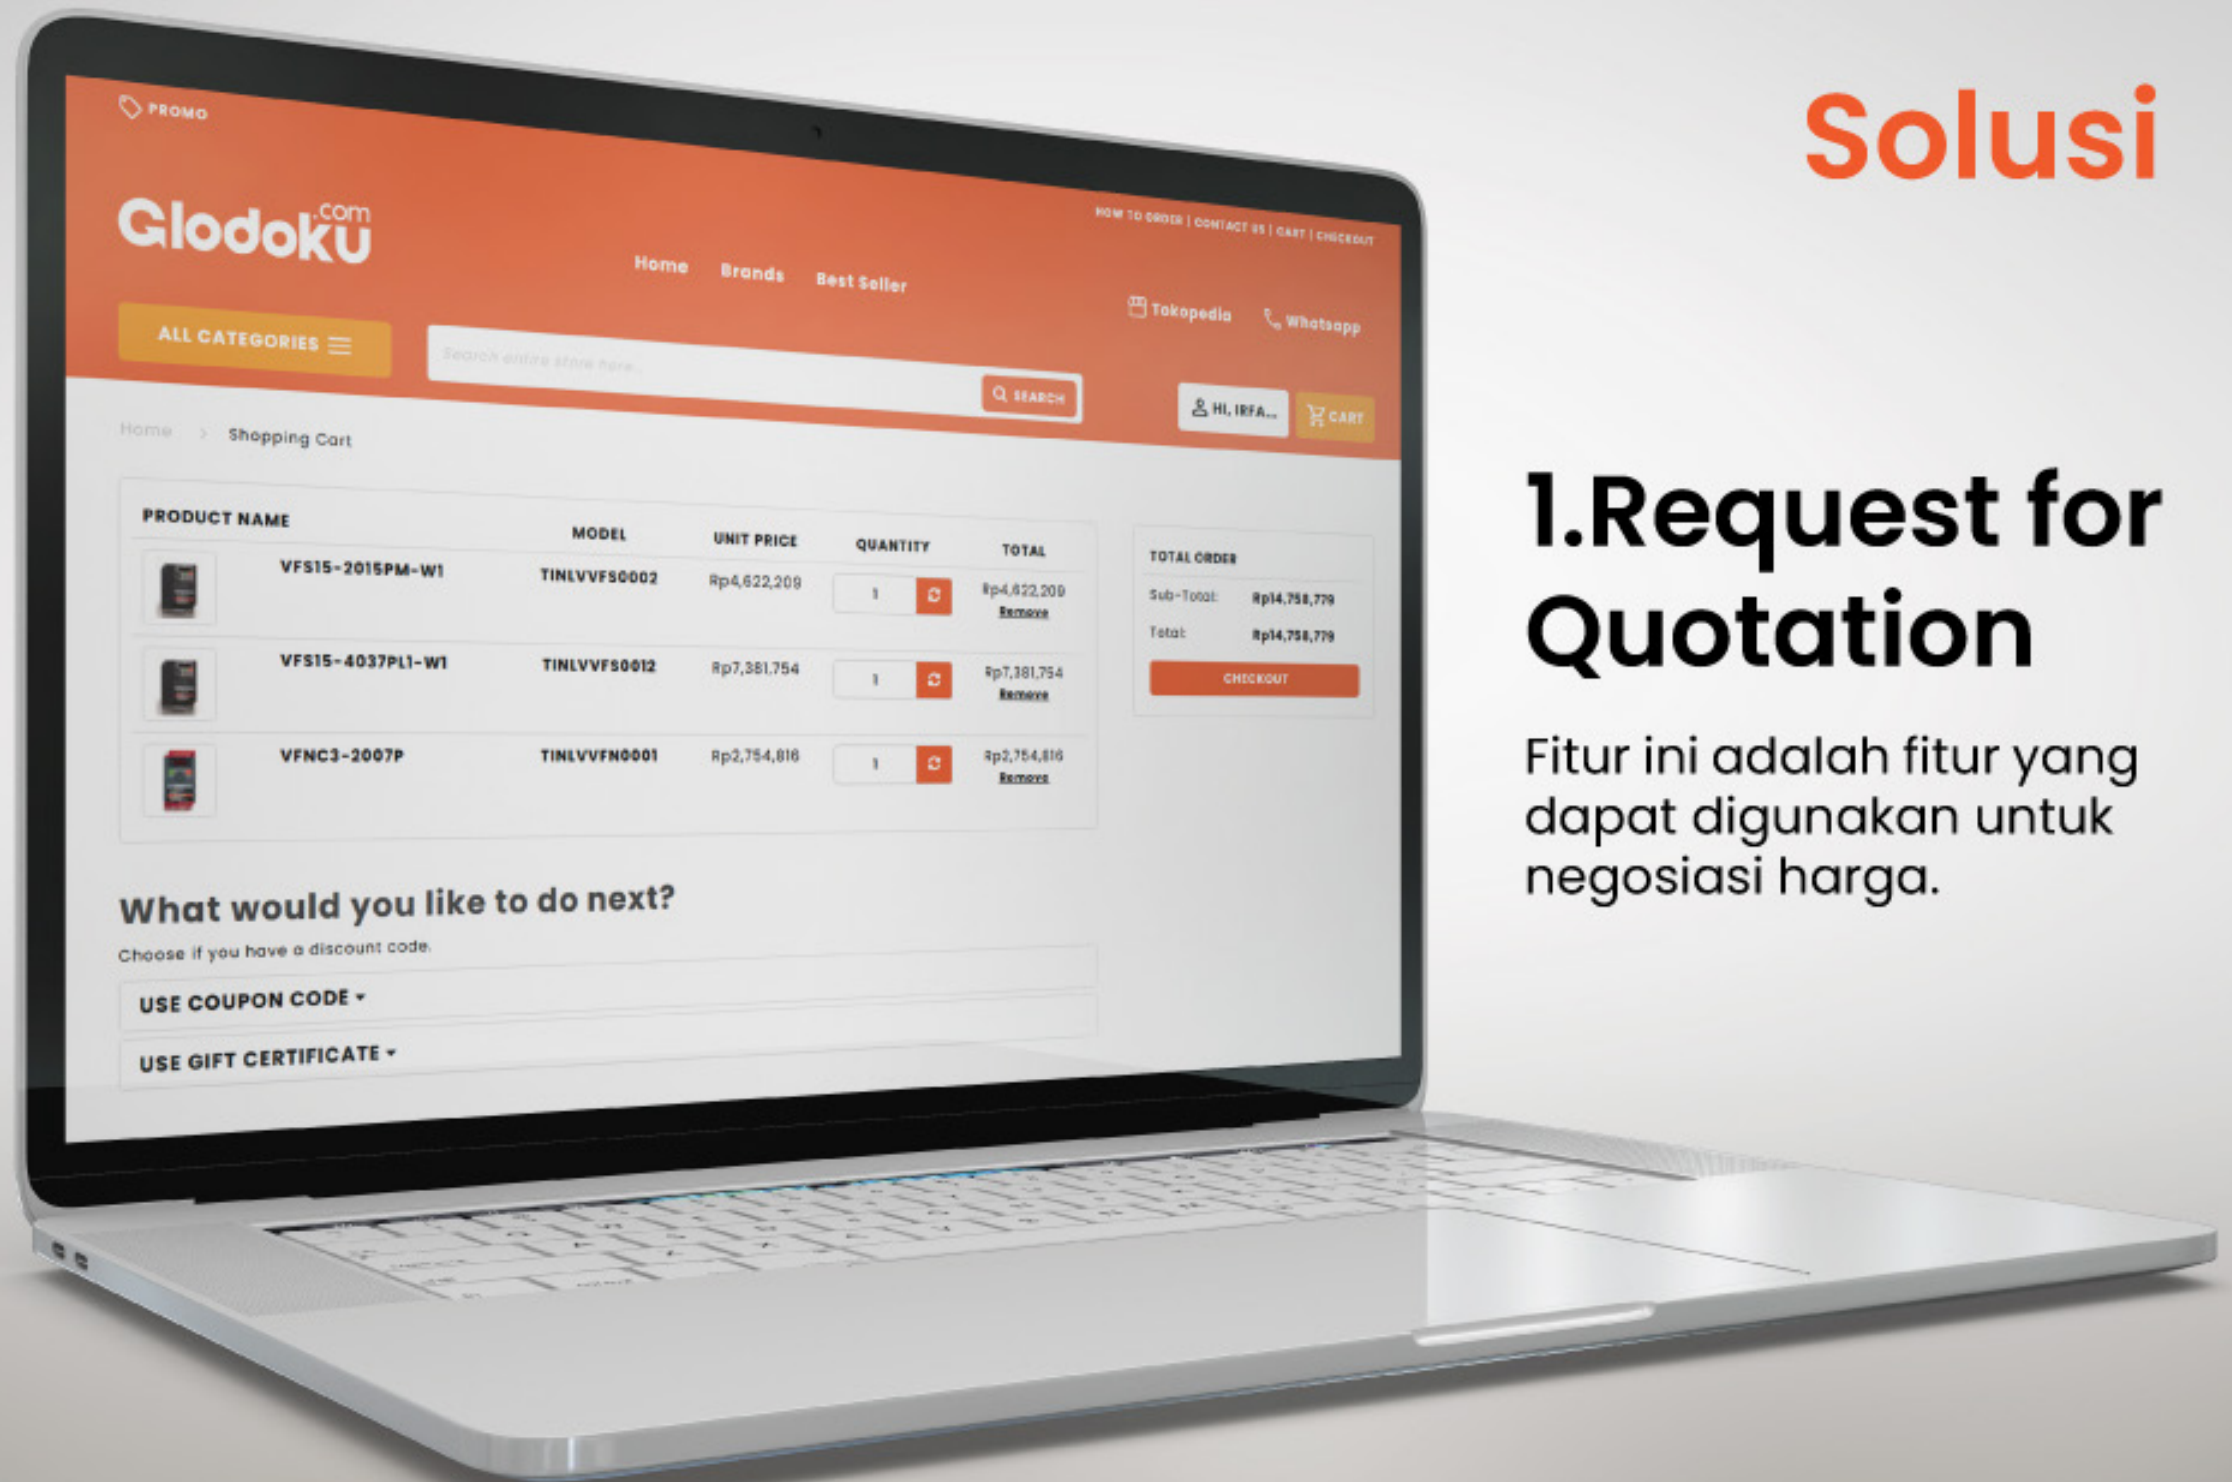 Solusi
PROMO
Glodoku.com
HOW TO ORDER | CONTACT US | CART | CHECKOUT
Home Brands Best Seller
Tokopedia Whatsapp
ALL CATEGORIES
Search entire store here...
SEARCH
HI, IRFA...
CART
Home > Shopping Cart
PRODUCT NAME MODEL UNIT PRICE QUANTITY TOTAL
VFS15-2015PM-W1 TINLVVFS0002 Rp4,622,209 1 Rp4,622,209
Remove
VFS15-4037PL1-W1 TINLVVFS0012 Rp7,381,754 1 Rp7,381,754
Remove
VFNC3-2007P TINLVVFN0001 Rp2,754,816 1 Rp2,754,816
Remove
TOTAL ORDER
Sub-Total: Rp14,758,779
Total: Rp14,758,779
CHECKOUT
What would you like to do next?
Choose if you have a discount code.
USE COUPON CODE
USE GIFT CERTIFICATE
1.Request for
Quotation
Fitur ini adalah fitur yang
dapat digunakan untuk
negosiasi harga.